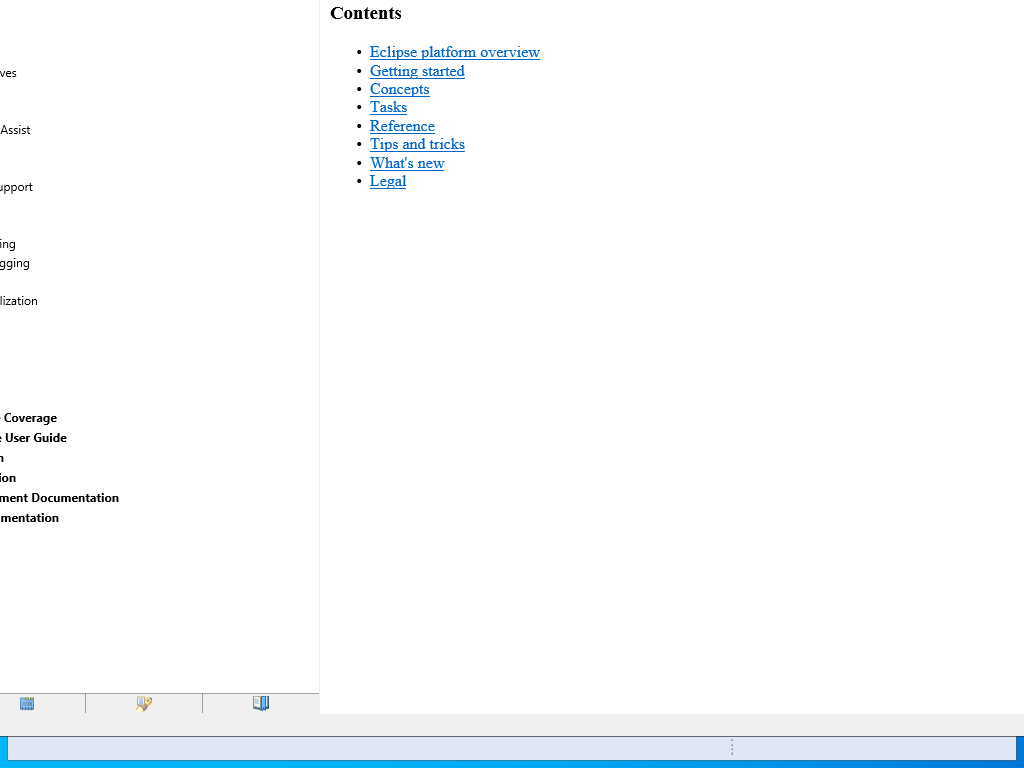 Contents
Eclipse platform overview
Getting started
Concepts
Tasks
Reference
Tips and tricks
What's new
Legal
ves
Assist
upport
ing
gging
lization
Coverage
e User Guide
n
ion
ment Documentation
mentation